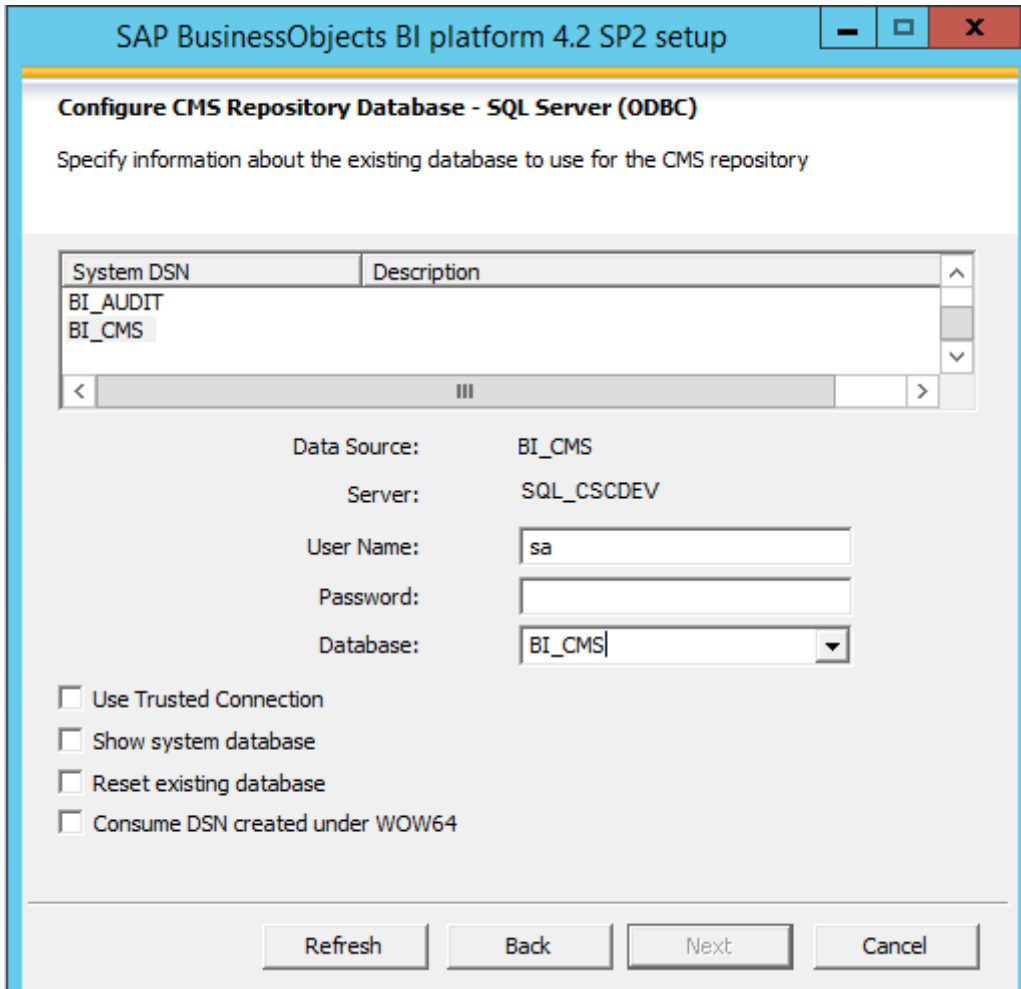 SAP BusinessObjects BI platform 4.2 SP2 setup
Configure CMS Repository Database - SQL Server (ODBC)
Specify information about the existing database to use for the CMS repository
System DSN Description
BI_AUDIT
BI_CMS
Data Source: BI_CMS
Server: SQL_CSCDEV
User Name: sa
Password:
Database: BI_CMS
Use Trusted Connection
Show system database
Reset existing database
Consume DSN created under WOW64
Refresh Back Next Cancel